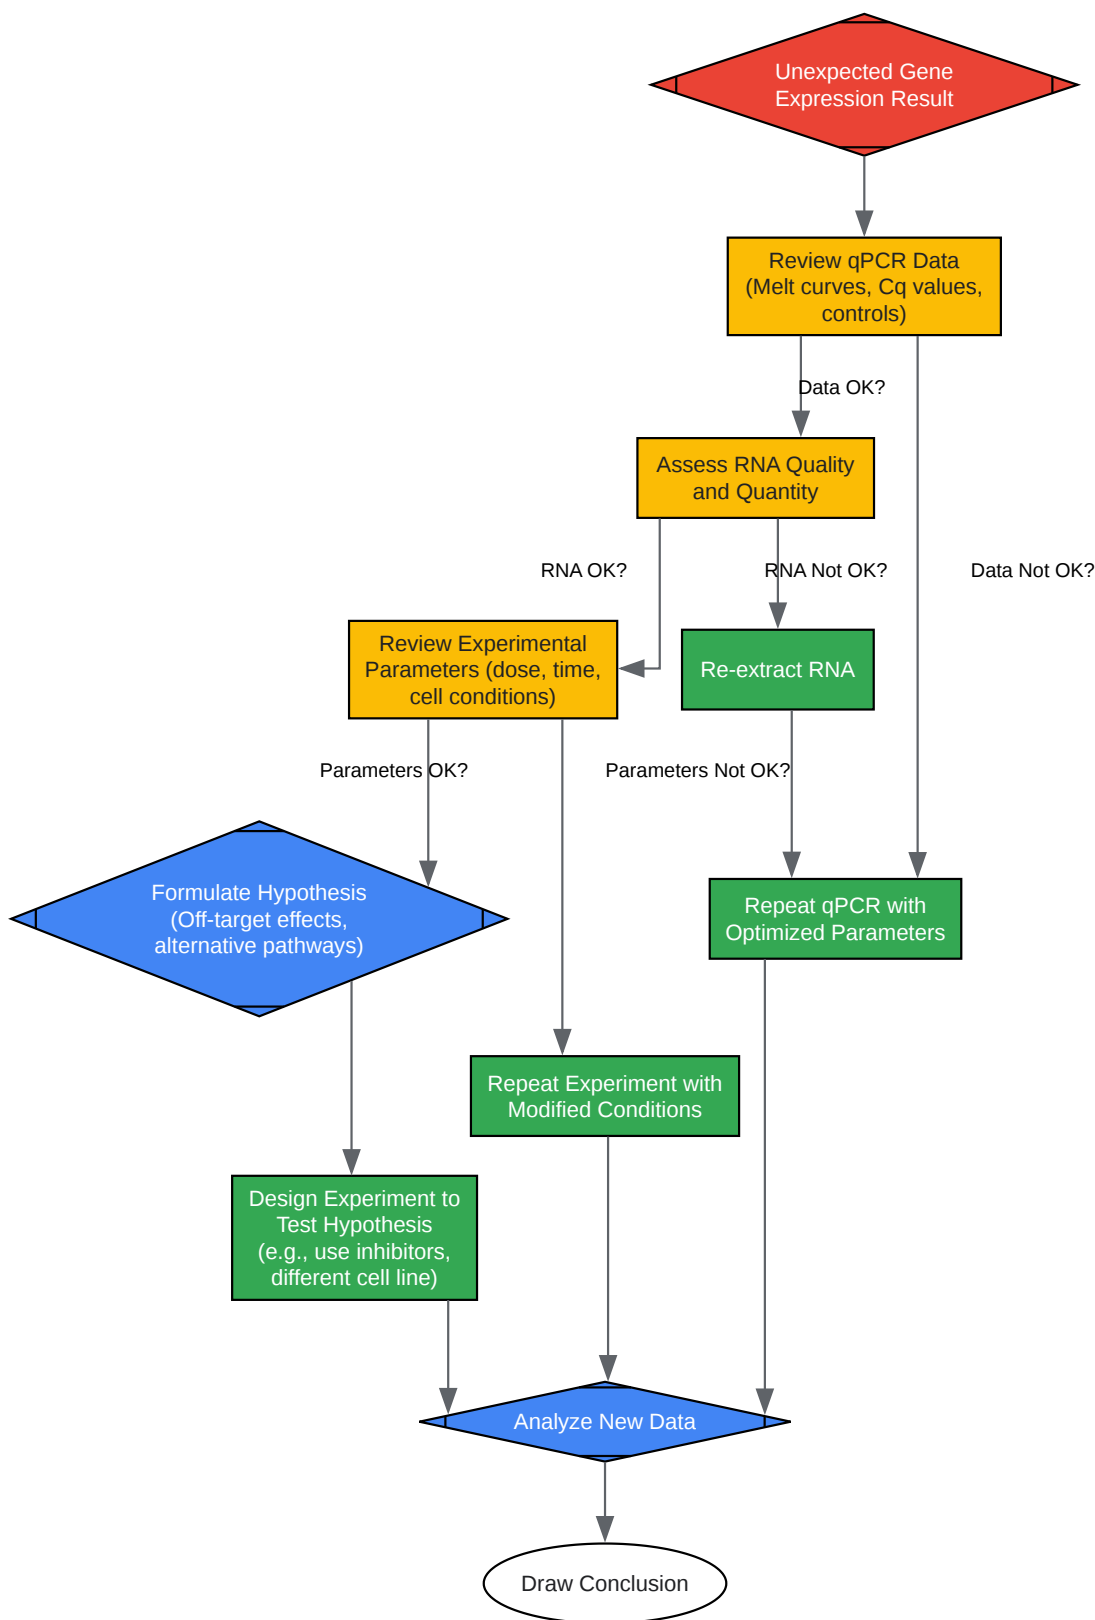 Unexpected Gene
Expression Result
Review qPCR Data
(Melt curves, Cq values,
controls)
Data OK?
Assess RNA Quality
and Quantity
RNA OK?
RNA Not OK?
Data Not OK?
Review Experimental
Parameters (dose, time,
cell conditions)
Re-extract RNA
Parameters OK?
Parameters Not OK?
Formulate Hypothesis
(Off-target effects,
alternative pathways)
Repeat qPCR with
Optimized Parameters
Repeat Experiment with
Modified Conditions
Design Experiment to
Test Hypothesis
(e.g., use inhibitors,
different cell line)
Analyze New Data
Draw Conclusion